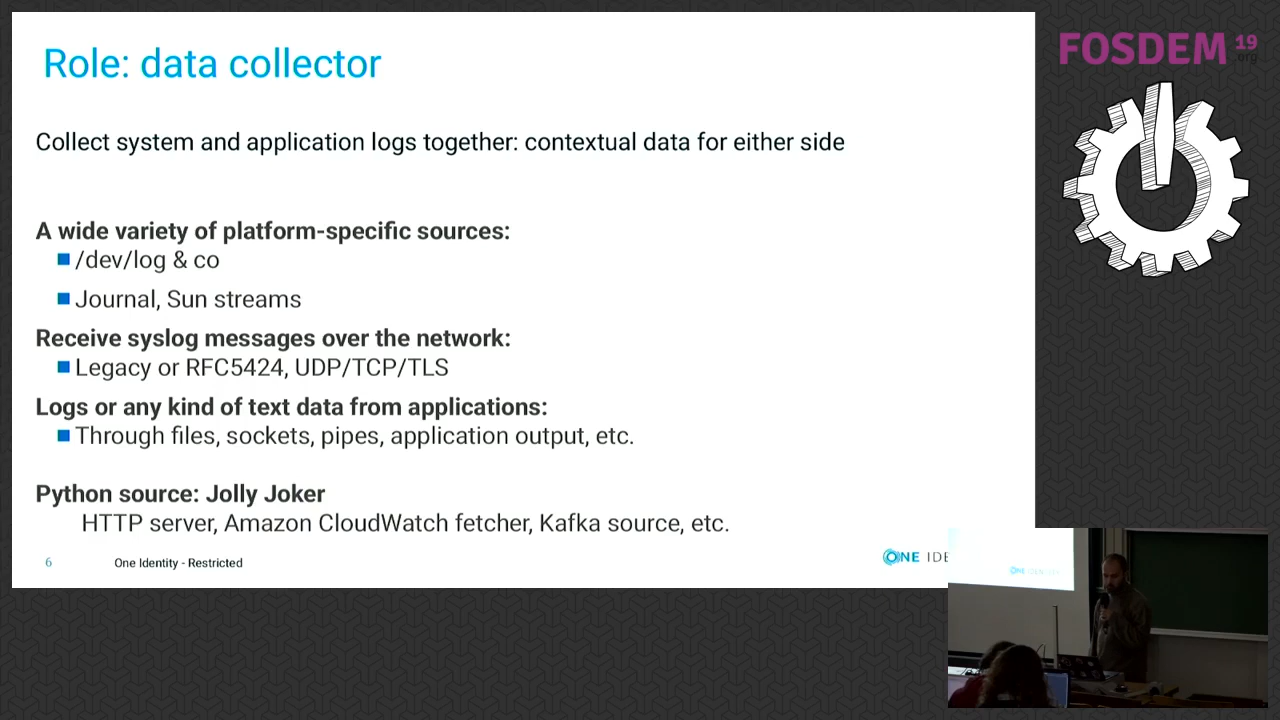 Role: data collector
FOSDEM 19
.org
Collect system and application logs together: contextual data for either side
A wide variety of platform-specific sources:
/dev/log & co
Journal, Sun streams
Receive syslog messages over the network:
Legacy or RFC5424, UDP/TCP/TLS
Logs or any kind of text data from applications:
Through files, sockets, pipes, application output, etc.
Python source: Jolly Joker
HTTP server, Amazon CloudWatch fetcher, Kafka source, etc.
6
One Identity - Restricted
ONE IDE